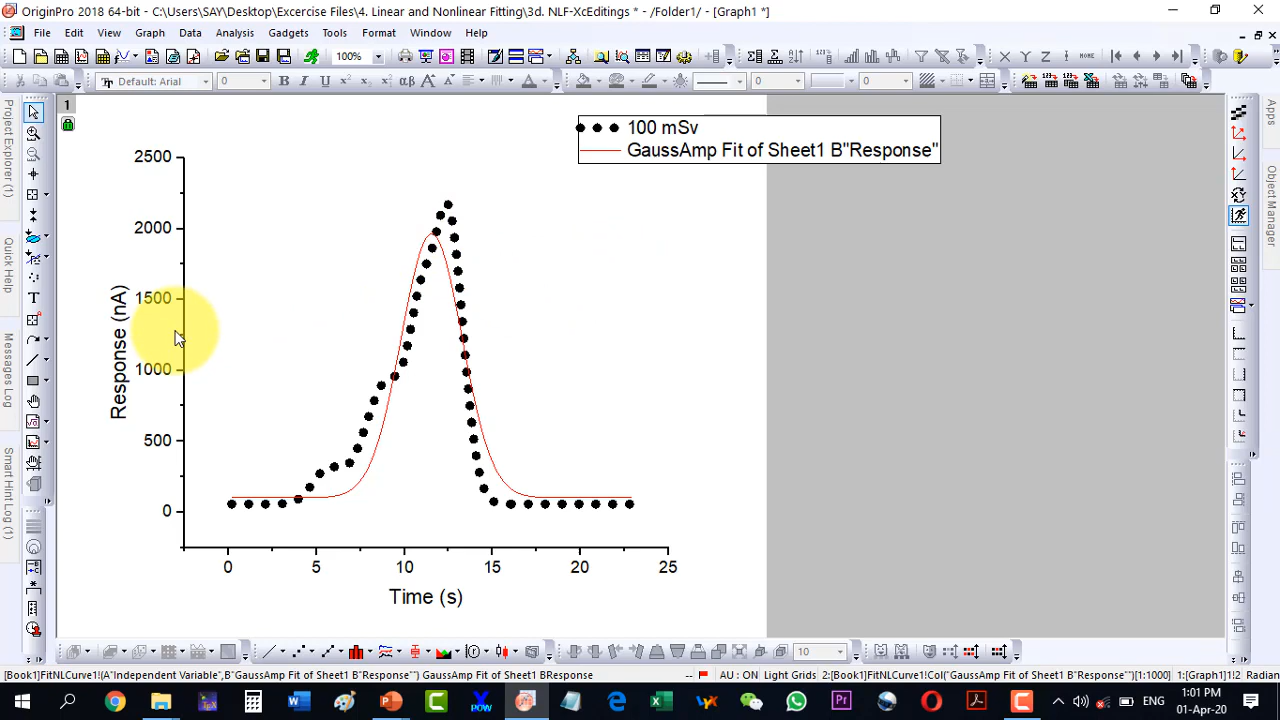 OriginPro 2018 64-bit - C:\Users\SAY\Desktop\Excercise Files\4. Linear and Nonlinear Fitting\3d. NLF-XcEditings * - /Folder1/ - [Graph1 *]
File Edit View Graph Data Analysis Gadgets Tools Format Window Help
100%
Default: Arial 0 B I U αβ A A 0 0
Project Explorer (1)
Quick Help
Messages Log
Smart Hint Log (1)
Apps
Object Manager
1
100 mSv
GaussAmp Fit of Sheet1 B"Response"
2500
2000
1500
1000
500
0
Response (nA)
0 5 10 15 20 25
Time (s)
10
[Book1]FitNLCurve1!(A"Independent Variable",B"GaussAmp Fit of Sheet1 B"Response") GaussAmp Fit of Sheet1 BResponse -- AU : ON Light Grids 2:[Book1]FitNLCurve1!Col("GaussAmp Fit of Sheet1 B"Response")[1:1000] 1:[Graph1]1!2 Radian
ENG
1:01 PM
01-Apr-20